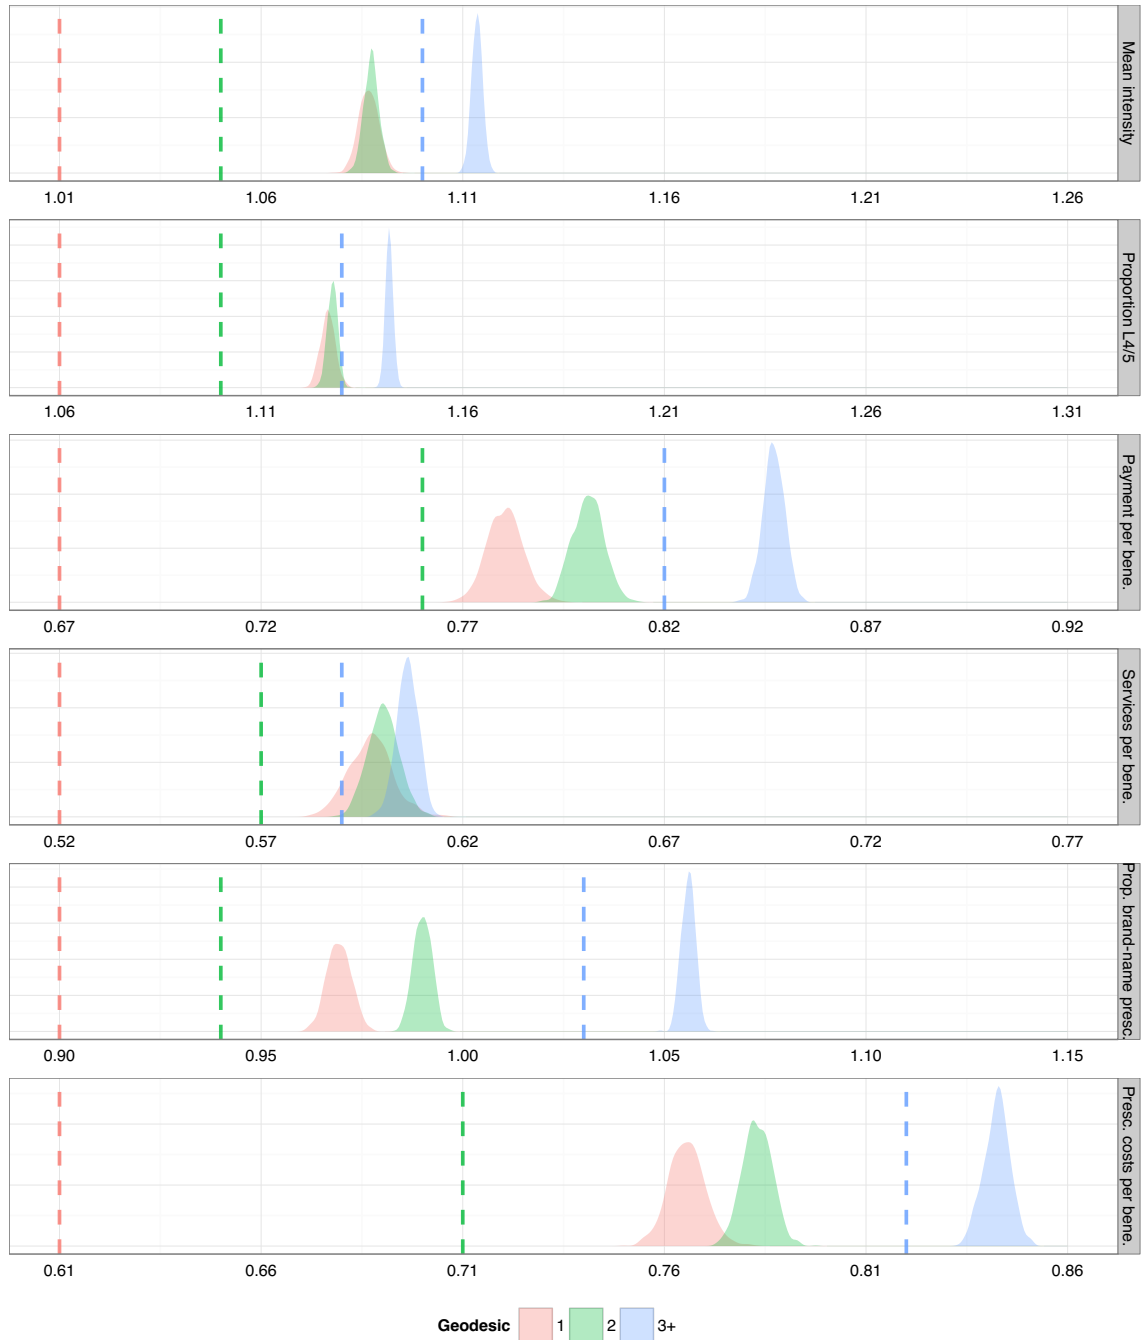 Mean intensity
1.01 1.06 1.11 1.16 1.21 1.26
Proportion L4/5
1.06 1.11 1.16 1.21 1.26 1.31
Payment per bene.
0.67 0.72 0.77 0.82 0.87 0.92
Services per bene.
0.52 0.57 0.62 0.67 0.72 0.77
Prop. brand-name presc.
0.90 0.95 1.00 1.05 1.10 1.15
Presc. costs per bene.
0.61 0.66 0.71 0.76 0.81 0.86
Geodesic 1 2 3+